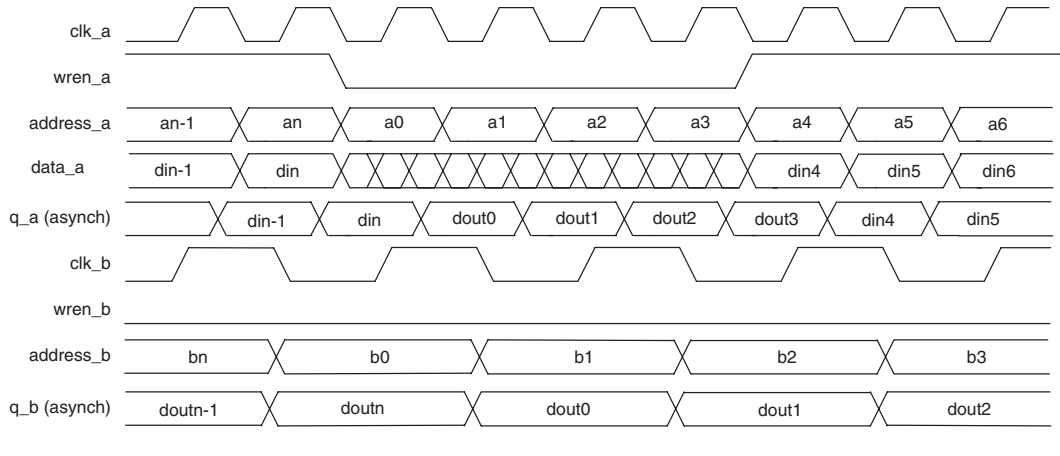 clk_a
wren_a
address_a an-1 an a0 a1 a2 a3 a4 a5 a6
data_a din-1 din din4 din5 din6
q_a (asynch) din-1 din dout0 dout1 dout2 dout3 din4 din5
clk_b
wren_b
address_b bn b0 b1 b2 b3
q_b (asynch) doutn-1 doutn dout0 dout1 dout2